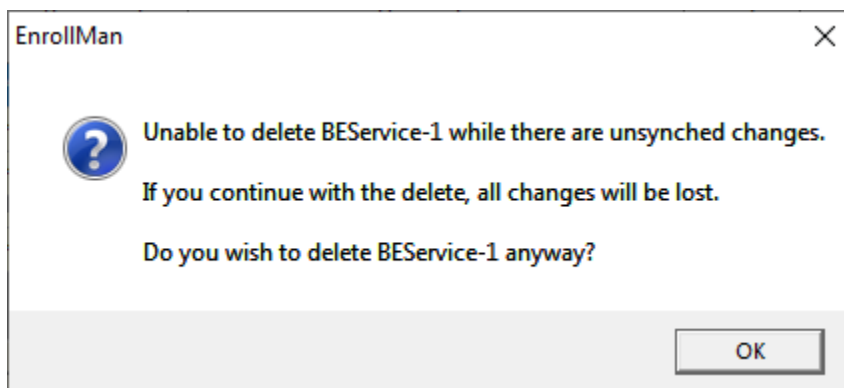 EnrollMan
Unable to delete BEService-1 while there are unsynched changes.
If you continue with the delete, all changes will be lost.
Do you wish to delete BEService-1 anyway?
OK